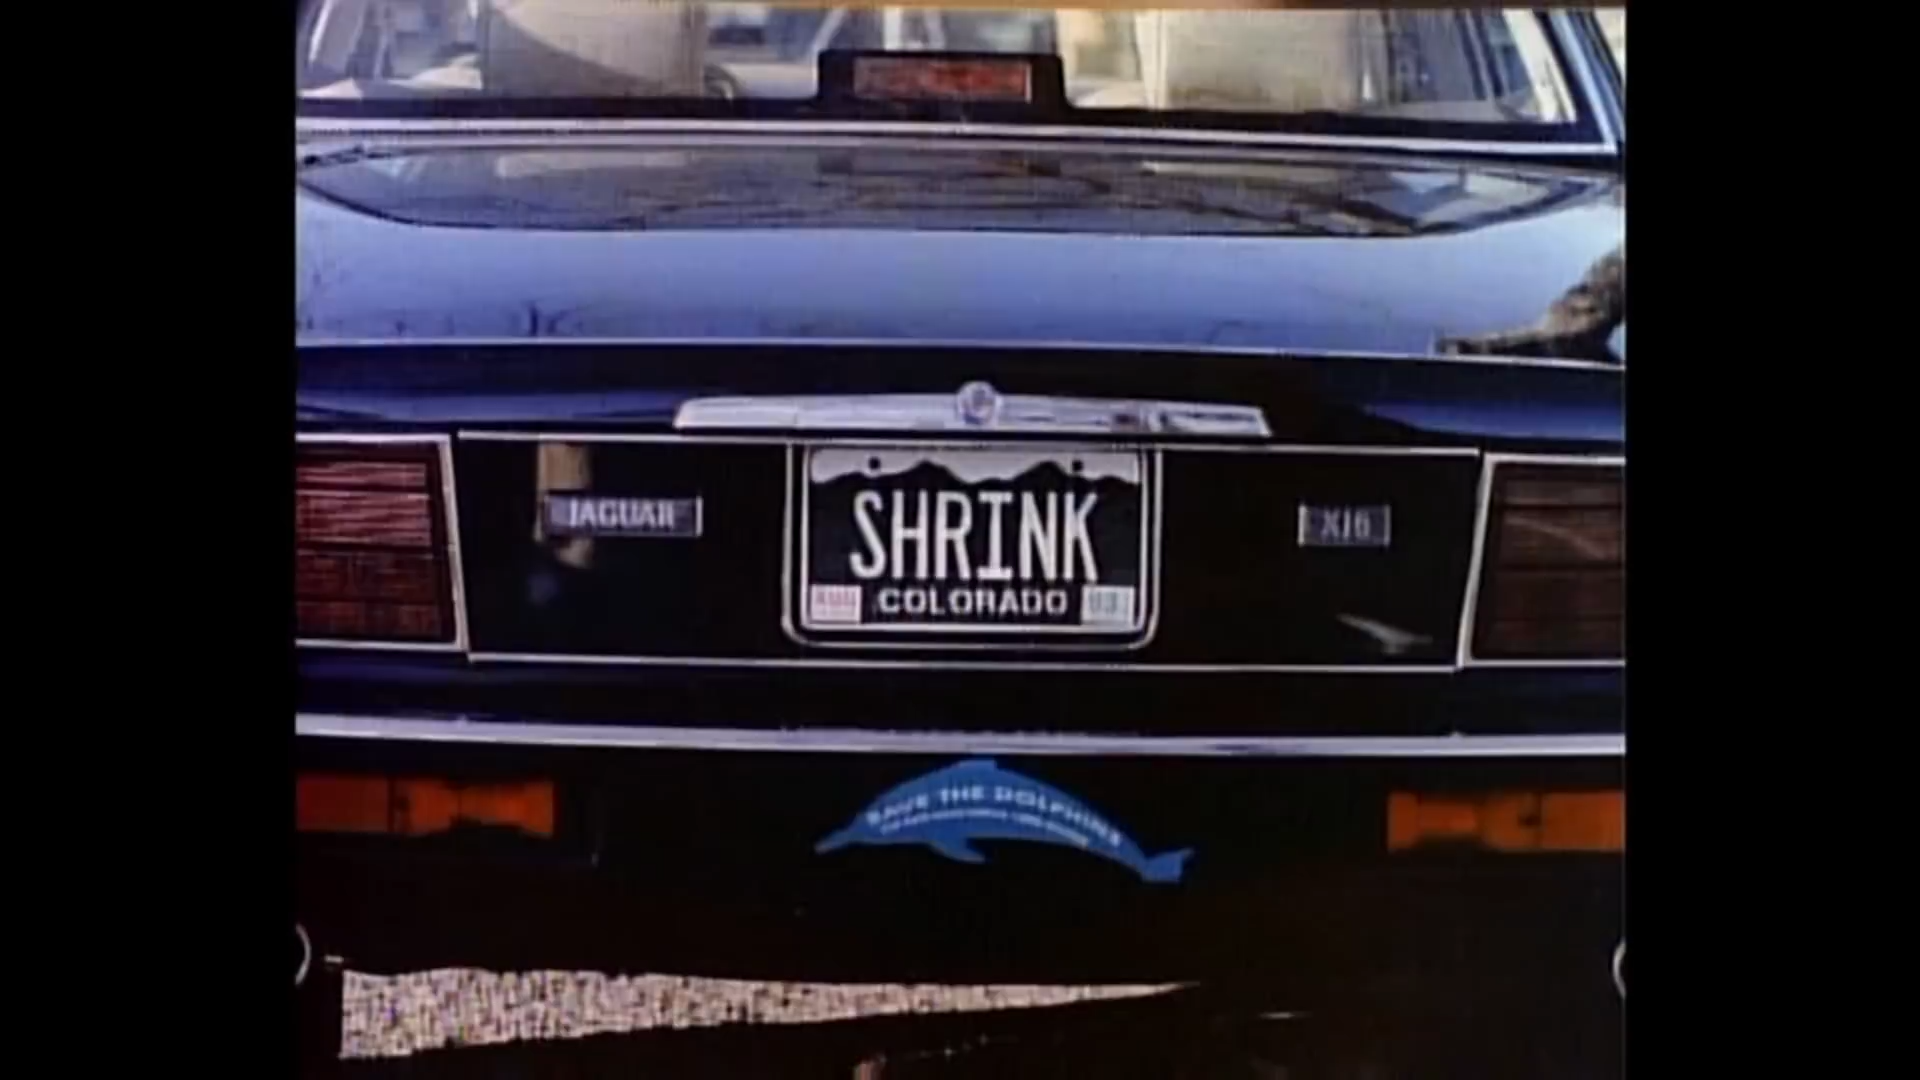 JAGUAR
SHRINK
COLORADO
XJ6
SAVE THE DOLPHINS